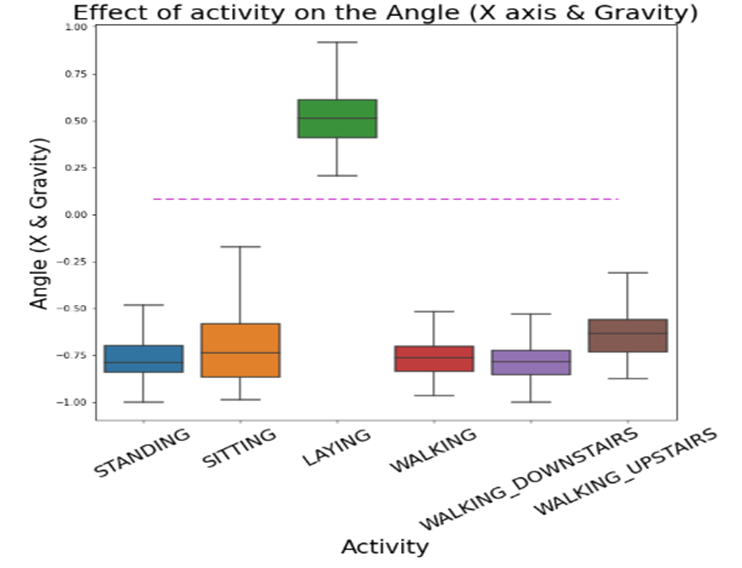 Effect of activity on the Angle (X axis & Gravity)
Angle (X & Gravity)
1.00
0.75
0.50
0.25
0.00
−0.25
−0.50
−0.75
−1.00
STANDING
SITTING
LAYING
WALKING
WALKING_DOWNSTAIRS
WALKING_UPSTAIRS
Activity